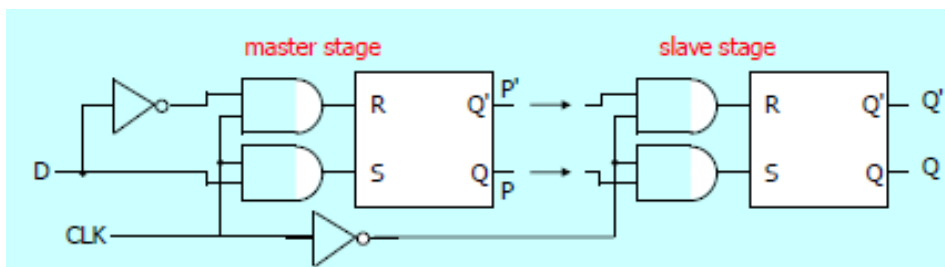 master stage
slave stage
P'
R
Q'
R
Q'
Q'
D
S
Q
P
S
Q
Q
CLK